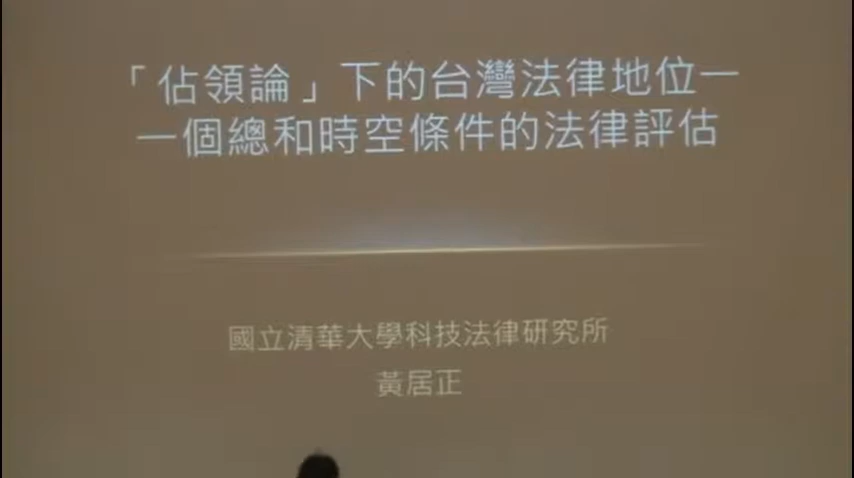 「佔領論」下的台灣法律地位一
一個總和時空條件的法律評估
國立清華大學科技法律研究所
黃居正